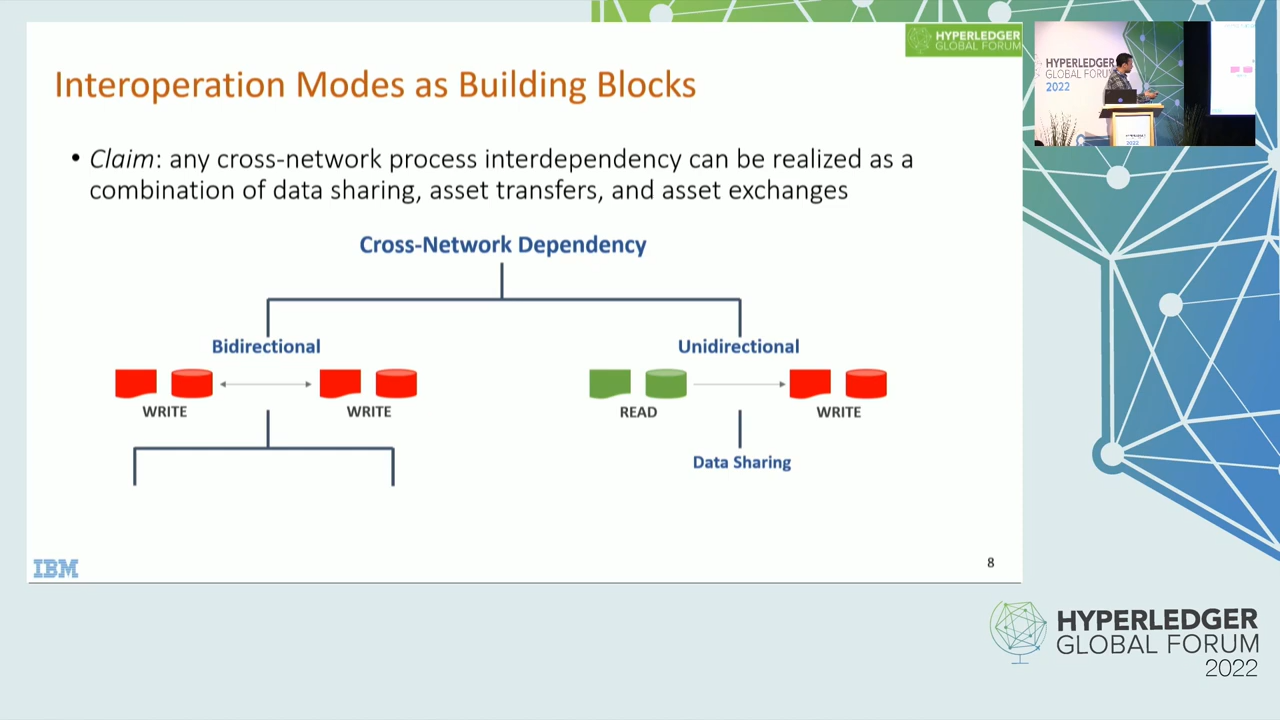 HYPERLEDGER
GLOBAL FORUM
Interoperation Modes as Building Blocks
HYPERLEDGER
GLOBAL FORUM
2022
• Claim: any cross-network process interdependency can be realized as a
combination of data sharing, asset transfers, and asset exchanges
Cross-Network Dependency
Bidirectional
Unidirectional
WRITE
WRITE
READ
WRITE
Data Sharing
IBM
8
HYPERLEDGER
GLOBAL FORUM
2022